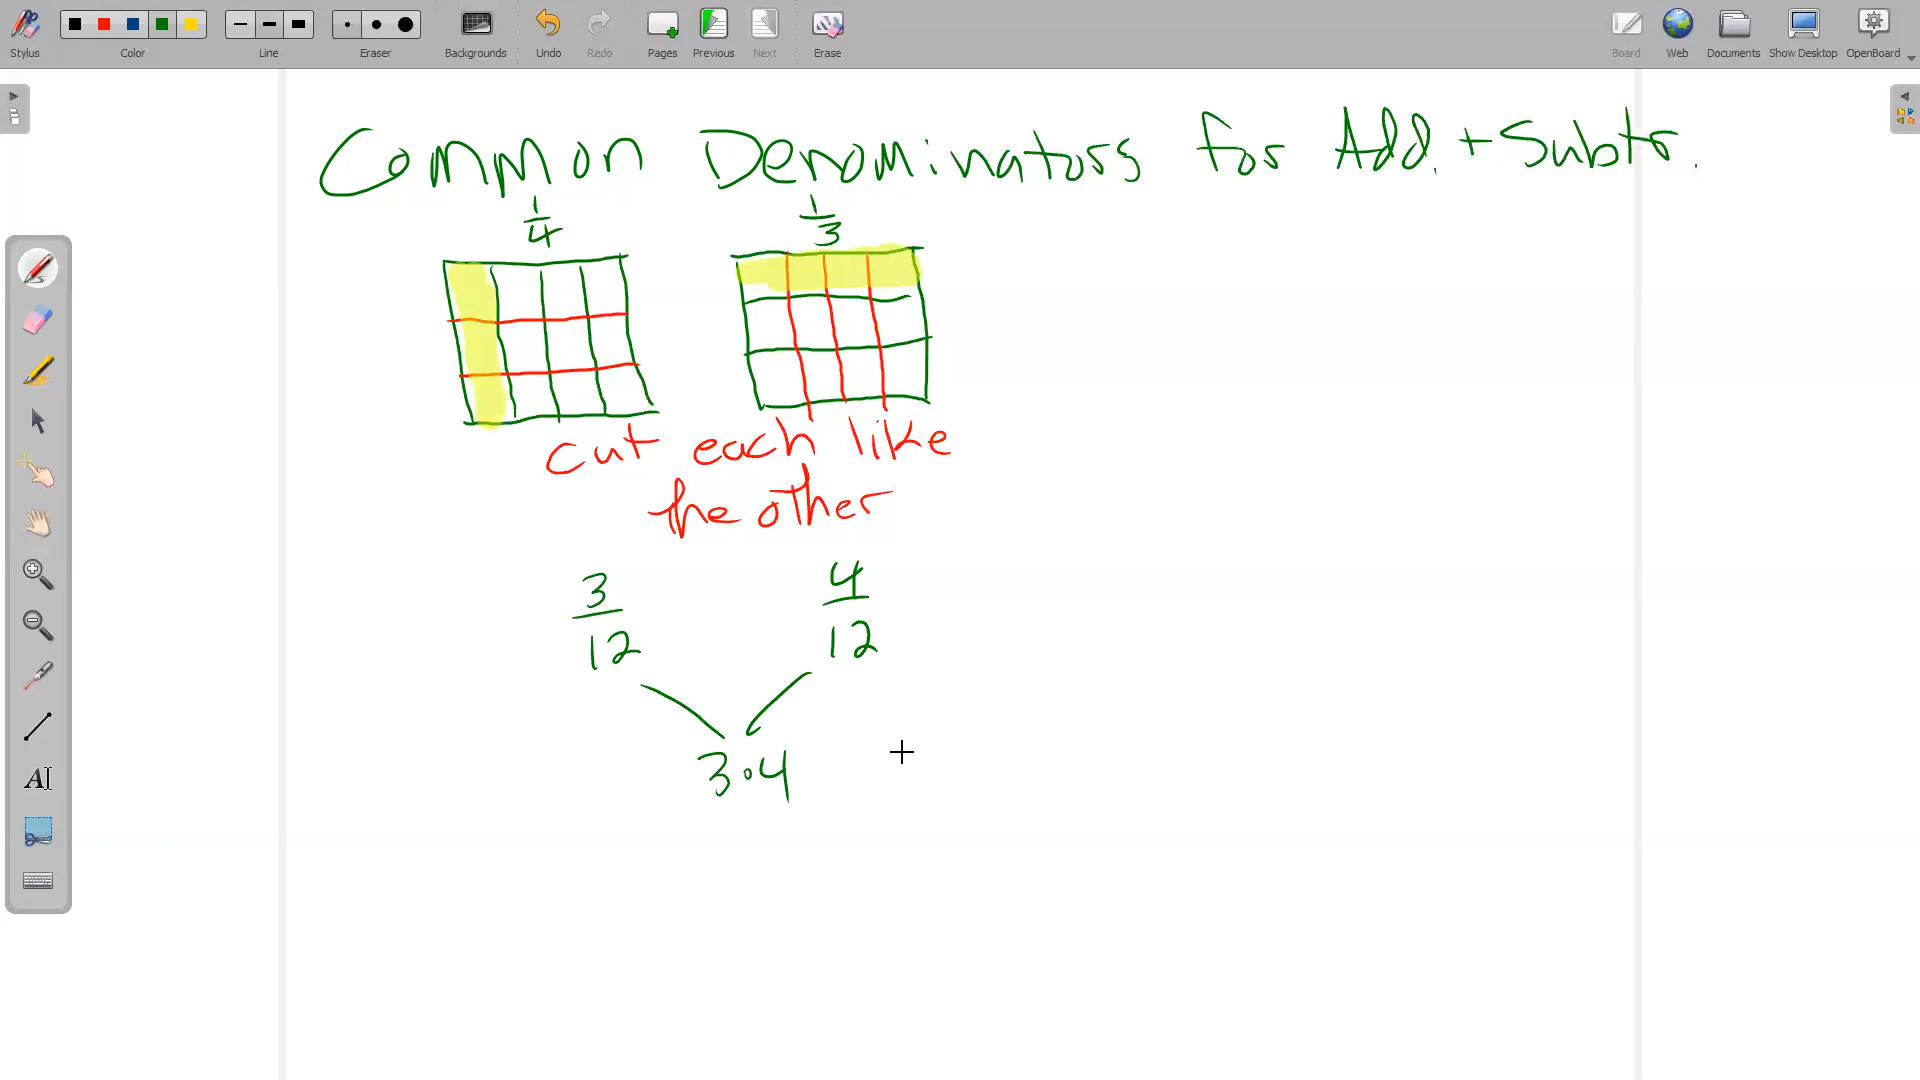 Stylus
Color
Line
Eraser
Backgrounds
Undo
Redo
Pages
Previous
Next
Erase
Board
Web
Documents
Show Desktop
OpenBoard
Common Denominators for Add. + Subtr.
1/4 1/3
cut each like
the other
3/12 4/12
3·4